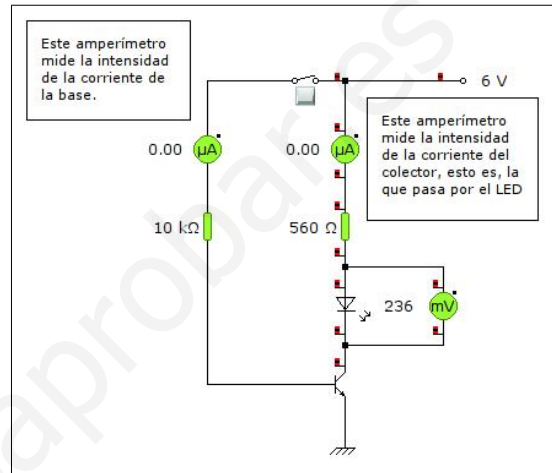 Este amperímetro
mide la intensidad
de la corriente de
la base.
6 V
Este amperímetro
mide la intensidad
de la corriente del
colector, esto es, la
que pasa por el LED
0.00 µA
0.00 µA
10 kΩ
560 Ω
236 mV
aprobar.es